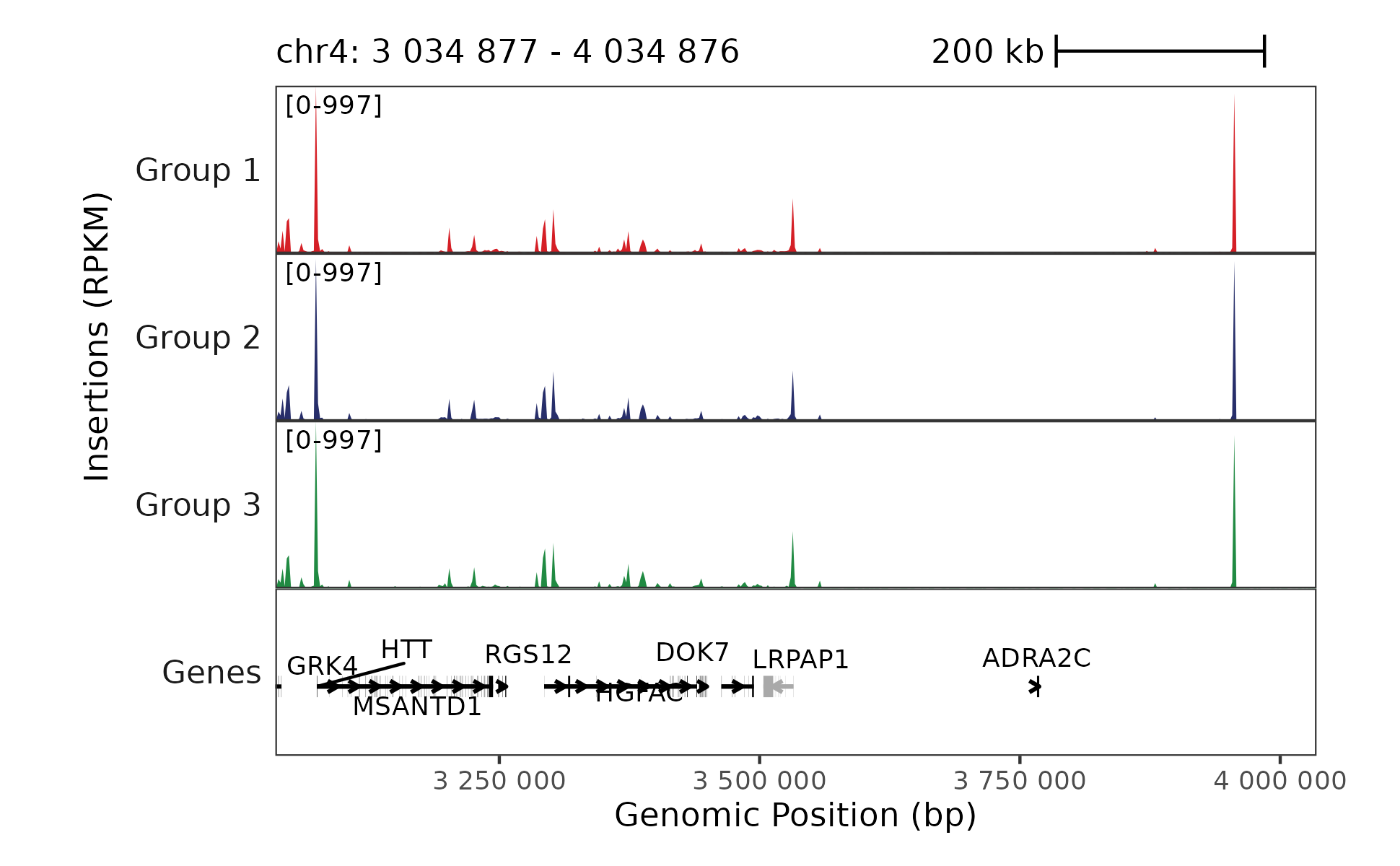 chr4: 3 034 877 - 4 034 876
200 kb
Insertions (RPKM)
Group 1
[0-997]
Group 2
[0-997]
Group 3
[0-997]
Genes
GRK4
HTT
MSANTD1
RGS12
HGFAC
DOK7
LRPAP1
ADRA2C
3 250 000
3 500 000
3 750 000
4 000 000
Genomic Position (bp)